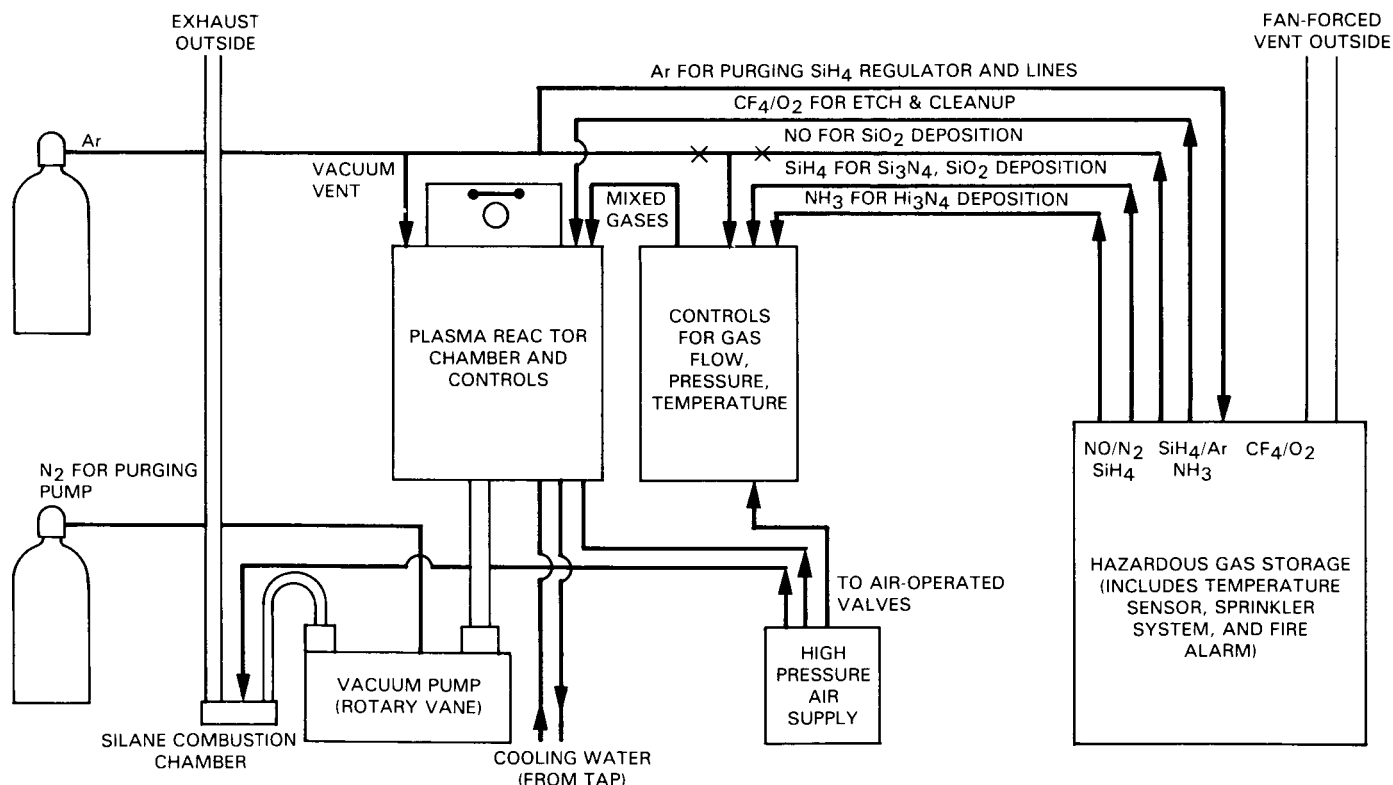 EXHAUST
OUTSIDE
FAN-FORCED
VENT OUTSIDE
Ar FOR PURGING SiH4 REGULATOR AND LINES
CF4/O2 FOR ETCH & CLEANUP
Ar
NO FOR SiO2 DEPOSITION
VACUUM
VENT
SiH4 FOR Si3N4, SiO2 DEPOSITION
MIXED
GASES
NH3 FOR Hi3N4 DEPOSITION
PLASMA REAC TOR
CHAMBER AND
CONTROLS
CONTROLS
FOR GAS
FLOW,
PRESSURE,
TEMPERATURE
NO/N2 SiH4/Ar CF4/O2
SiH4 NH3
N2 FOR PURGING
PUMP
HAZARDOUS GAS STORAGE
(INCLUDES TEMPERATURE
SENSOR, SPRINKLER
SYSTEM, AND FIRE
ALARM)
TO AIR-OPERATED
VALVES
HIGH
PRESSURE
AIR
SUPPLY
VACUUM PUMP
(ROTARY VANE)
SILANE COMBUSTION
CHAMBER
COOLING WATER
(FROM TAP)